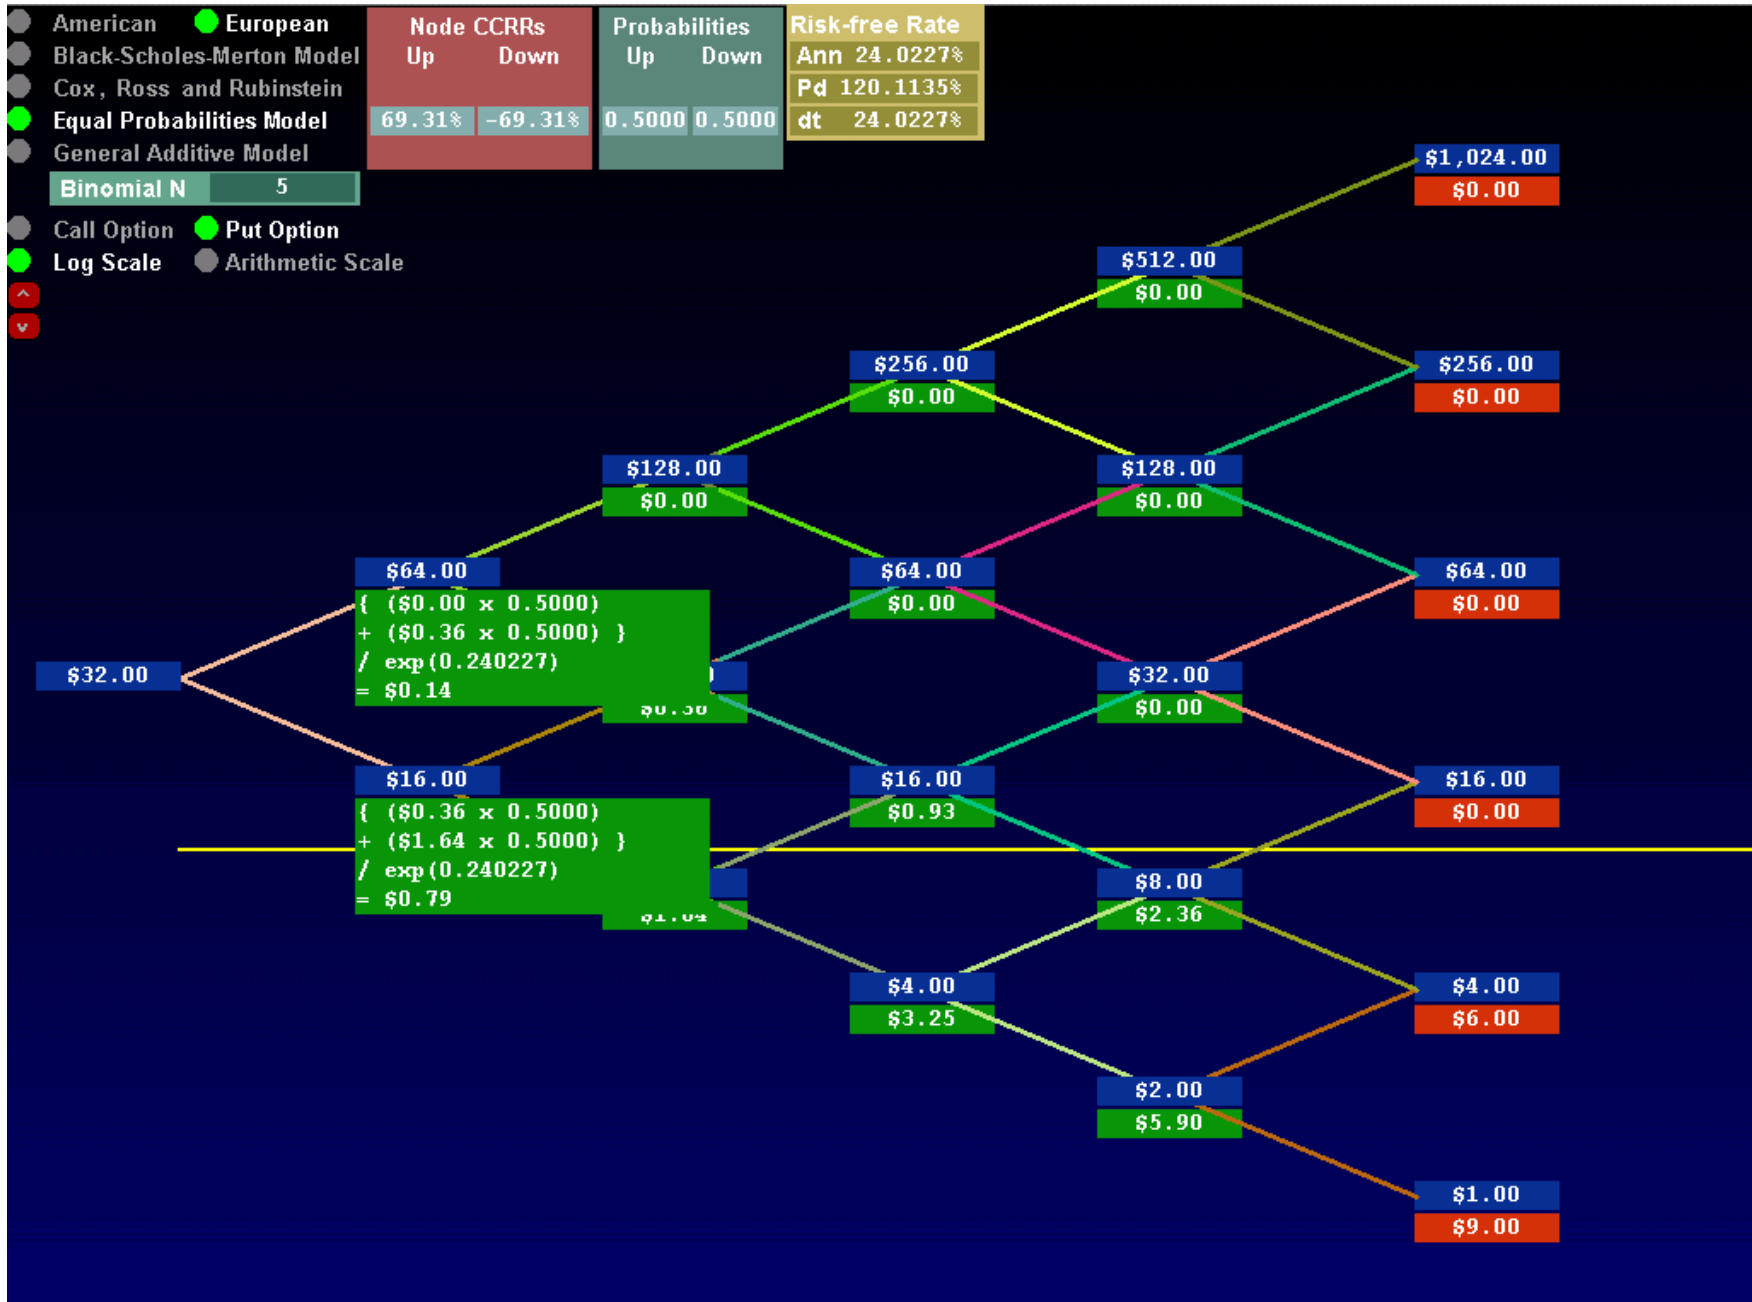 American European
Black-Scholes-Merton Model
Cox, Ross and Rubinstein
Equal Probabilities Model
General Additive Model
Binomial N 5
Call Option Put Option
Log Scale Arithmetic Scale
^
v
Node CCRRs
Up Down
69.31% -69.31%
Probabilities
Up Down
0.5000 0.5000
Risk-free Rate
Ann 24.0227%
Pd 120.1135%
dt 24.0227%
$32.00
$64.00
{ ($0.00 x 0.5000)
+ ($0.36 x 0.5000) }
/ exp(0.240227)
= $0.14
$16.00
{ ($0.36 x 0.5000)
+ ($1.64 x 0.5000) }
/ exp(0.240227)
= $0.79
$128.00
$0.00
$0.36
$1.64
$256.00
$0.00
$64.00
$0.00
$16.00
$0.93
$4.00
$3.25
$512.00
$0.00
$128.00
$0.00
$32.00
$0.00
$8.00
$2.36
$2.00
$5.90
$1,024.00
$0.00
$256.00
$0.00
$64.00
$0.00
$16.00
$0.00
$4.00
$6.00
$1.00
$9.00